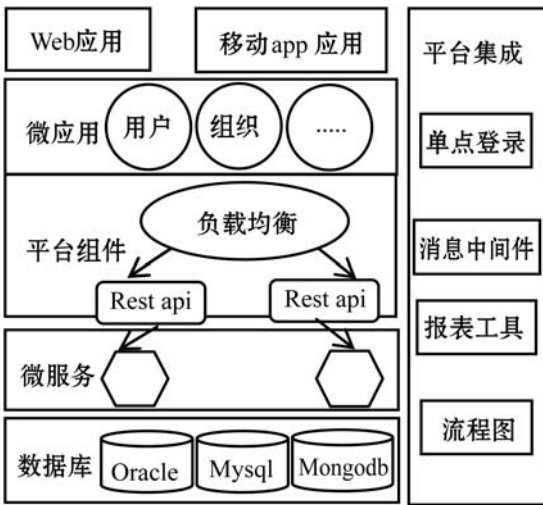 Web应用
移动app 应用
微应用
用户
组织
.....
平台组件
负载均衡
Rest api
Rest api
微服务
数据库
Oracle
Mysql
Mongodb
平台集成
单点登录
消息中间件
报表工具
流程图